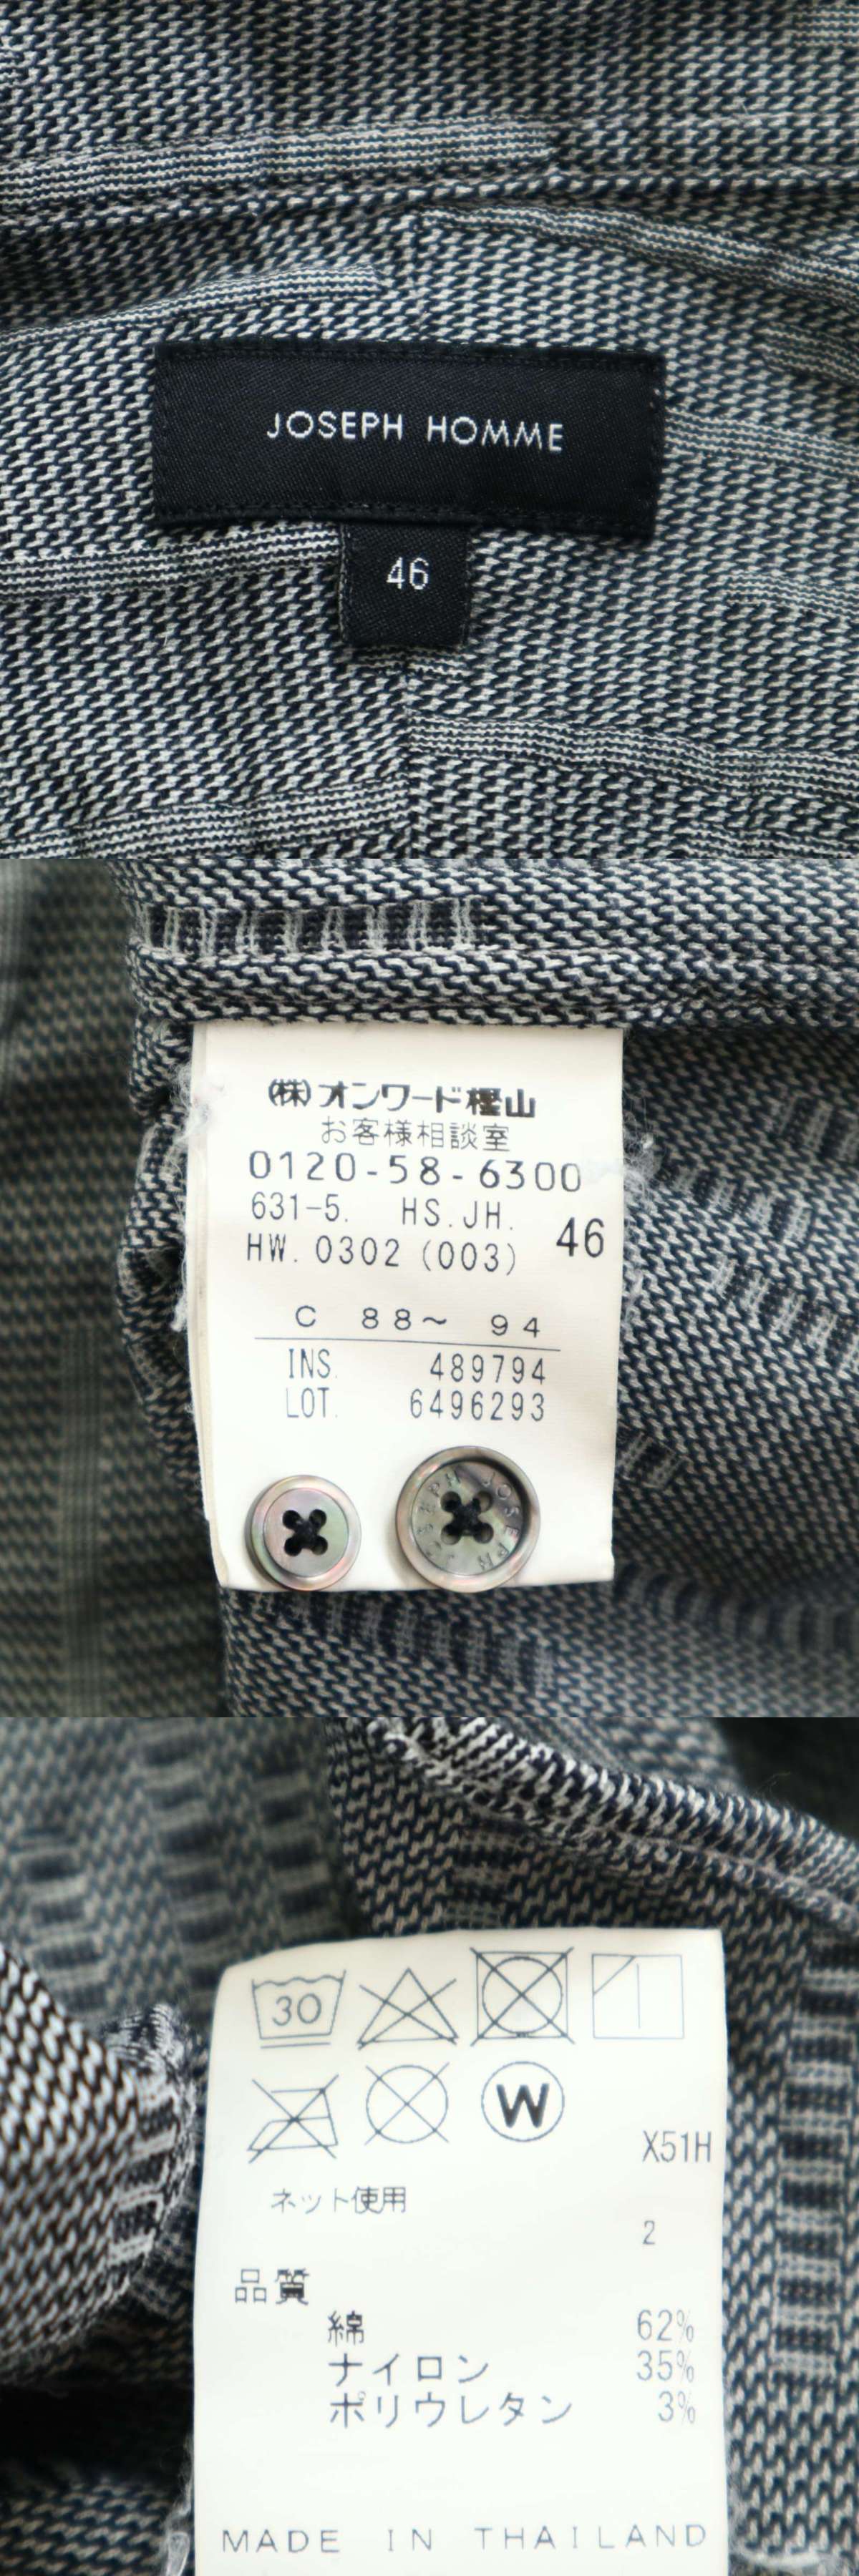 JOSEPH HOMME
46
(株)オンワード樫山
お客様相談室
0120-58-6300
631-5. HS.JH.
46
HW. 0302 (003)
C 88~ 94
INS. 489794
LOT. 6496293
JOSEPH JOSEPH
30
W
X51H
ネット使用
2
品質
綿 62%
ナイロン 35%
ポリウレタン 3%
MADE IN THAILAND